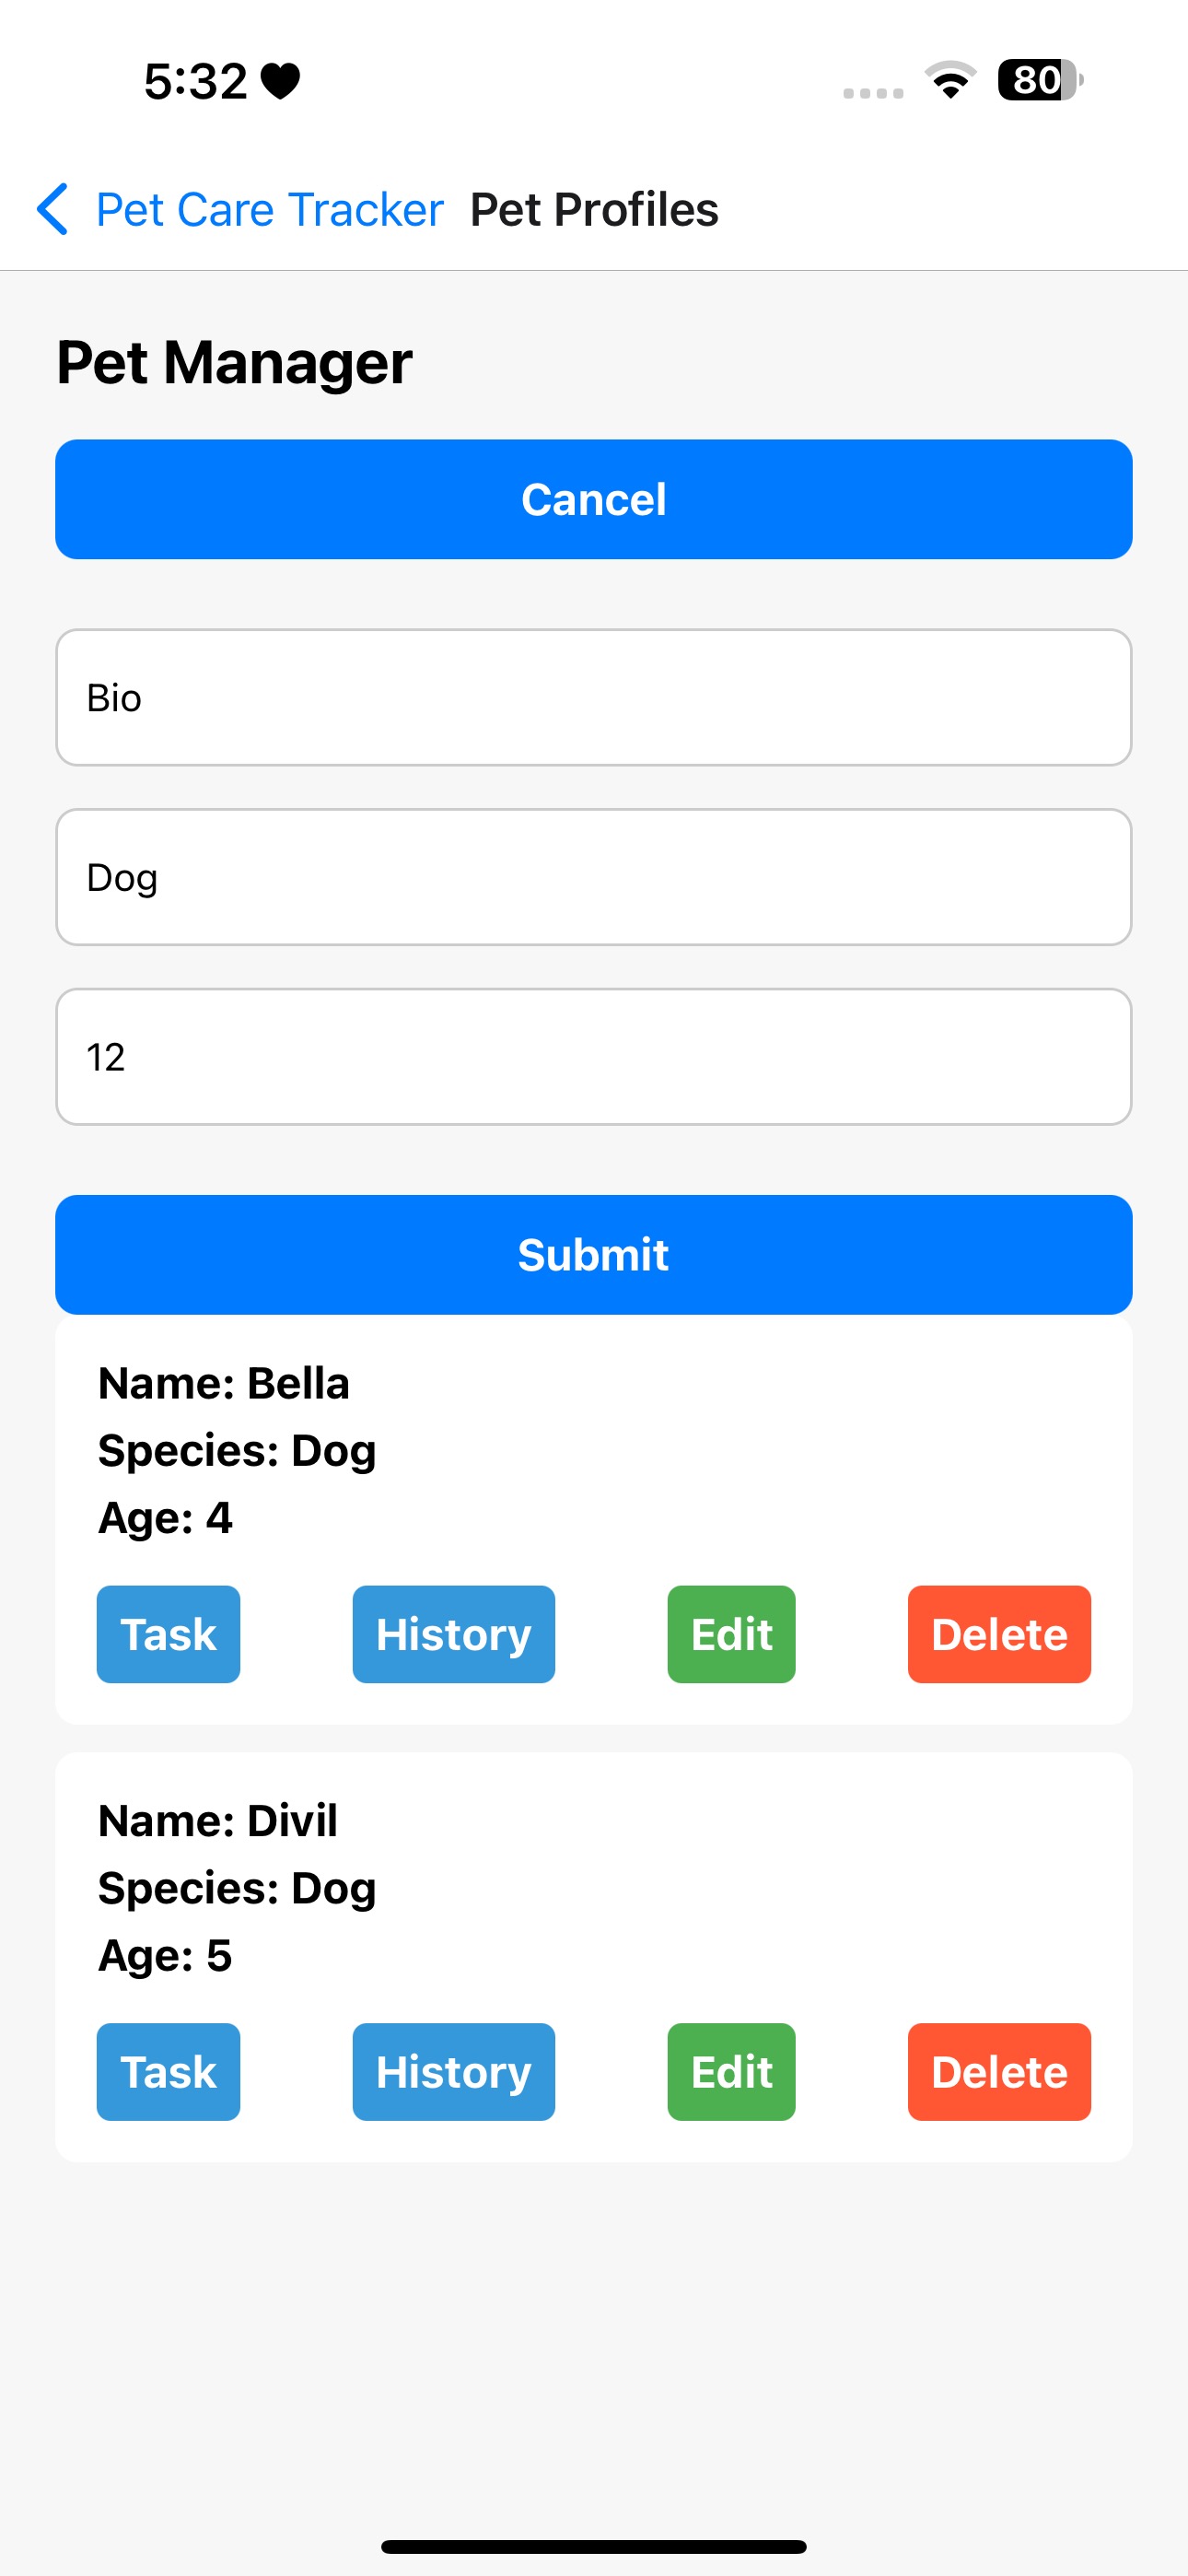 5:32
80
Pet Care Tracker Pet Profiles
Pet Manager
Cancel
Bio
Dog
12
Submit
Name: Bella
Species: Dog
Age: 4
Task History Edit Delete
Name: Divil
Species: Dog
Age: 5
Task History Edit Delete